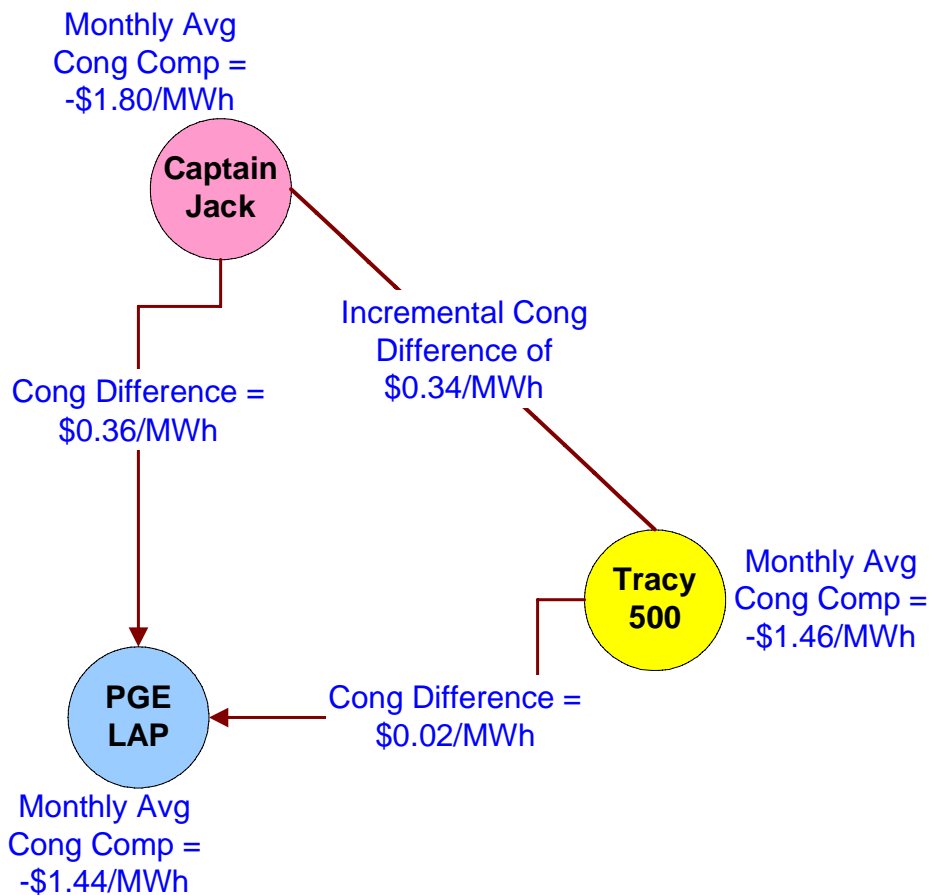 Monthly Avg
Cong Comp =
-$1.80/MWh
Captain
Jack
Incremental Cong
Difference of
$0.34/MWh
Cong Difference =
$0.36/MWh
Tracy
500
Monthly Avg
Cong Comp =
-$1.46/MWh
PGE
LAP
Cong Difference =
$0.02/MWh
Monthly Avg
Cong Comp =
-$1.44/MWh